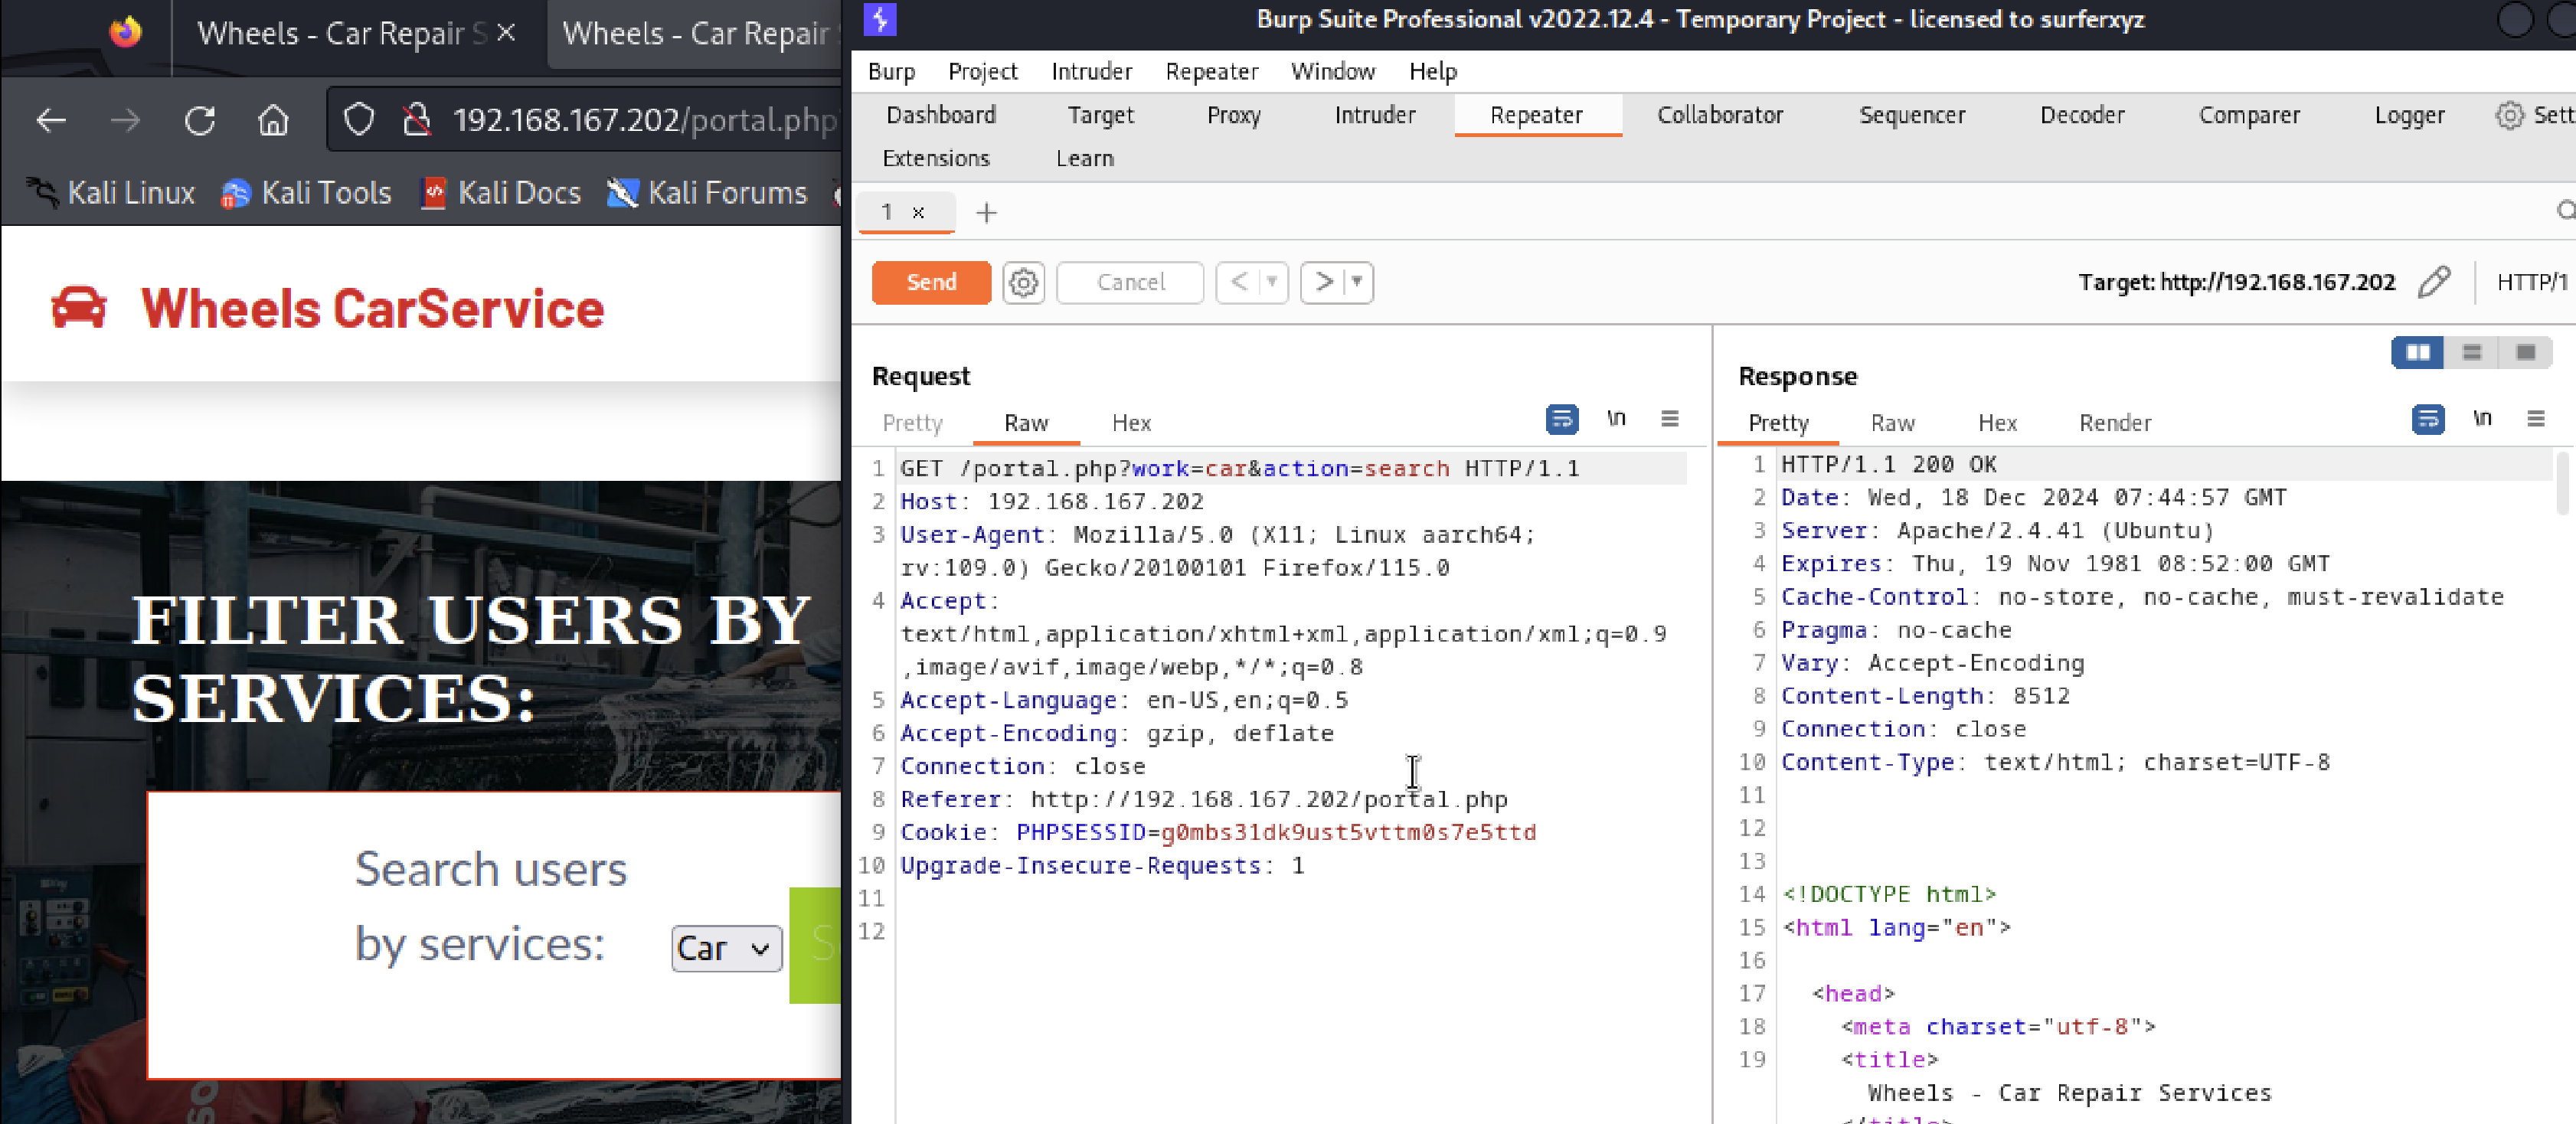 Wheels - Car Repair S
Wheels - Car Repair
192.168.167.202/portal.php
Kali Linux
Kali Tools
Kali Docs
Kali Forums
Wheels CarService
FILTER USERS BY
SERVICES:
Search users
by services:
Car
Burp Suite Professional v2022.12.4 - Temporary Project - licensed to surferxyz
Burp Project Intruder Repeater Window Help
Dashboard Target Proxy Intruder Repeater Collaborator Sequencer Decoder Comparer Logger Sett
Extensions Learn
1 × +
Send Cancel < > Target: http://192.168.167.202 HTTP/1
Request
Pretty Raw Hex \n
1 GET /portal.php?work=car&action=search HTTP/1.1
2 Host: 192.168.167.202
3 User-Agent: Mozilla/5.0 (X11; Linux aarch64;
rv:109.0) Gecko/20100101 Firefox/115.0
4 Accept:
text/html,application/xhtml+xml,application/xml;q=0.9
,image/avif,image/webp,*/*;q=0.8
5 Accept-Language: en-US,en;q=0.5
6 Accept-Encoding: gzip, deflate
7 Connection: close
8 Referer: http://192.168.167.202/portal.php
9 Cookie: PHPSESSID=g0mbs31dk9ust5vttm0s7e5ttd
10 Upgrade-Insecure-Requests: 1
11
12
Response
Pretty Raw Hex Render \n
1 HTTP/1.1 200 OK
2 Date: Wed, 18 Dec 2024 07:44:57 GMT
3 Server: Apache/2.4.41 (Ubuntu)
4 Expires: Thu, 19 Nov 1981 08:52:00 GMT
5 Cache-Control: no-store, no-cache, must-revalidate
6 Pragma: no-cache
7 Vary: Accept-Encoding
8 Content-Length: 8512
9 Connection: close
10 Content-Type: text/html; charset=UTF-8
11
12
13
14 <!DOCTYPE html>
15 <html lang="en">
16
17 <head>
18 <meta charset="utf-8">
19 <title>
Wheels - Car Repair Services
</title>